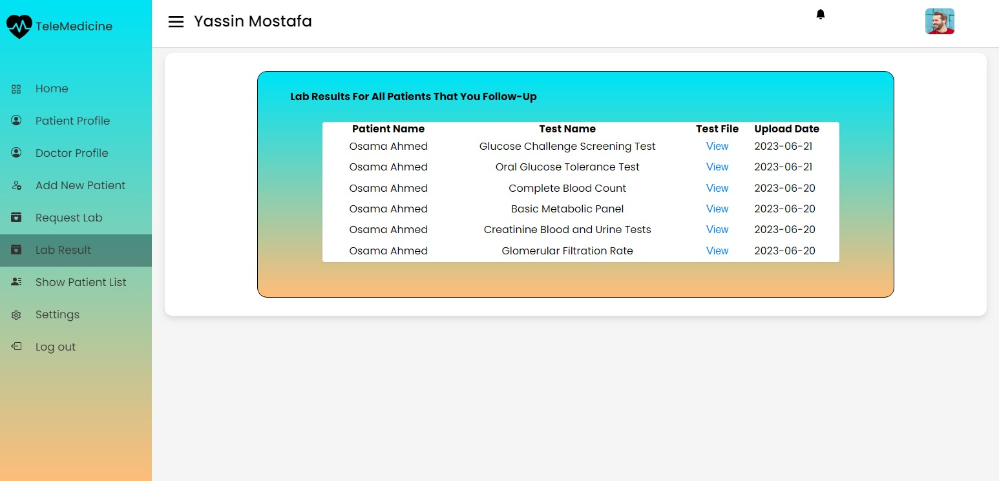 TeleMedicine
Yassin Mostafa
Home
Patient Profile
Doctor Profile
Add New Patient
Request Lab
Lab Result
Show Patient List
Settings
Log out
Lab Results For All Patients That You Follow-Up
Patient Name Test Name Test File Upload Date
Osama Ahmed Glucose Challenge Screening Test View 2023-06-21
Osama Ahmed Oral Glucose Tolerance Test View 2023-06-21
Osama Ahmed Complete Blood Count View 2023-06-20
Osama Ahmed Basic Metabolic Panel View 2023-06-20
Osama Ahmed Creatinine Blood and Urine Tests View 2023-06-20
Osama Ahmed Glomerular Filtration Rate View 2023-06-20